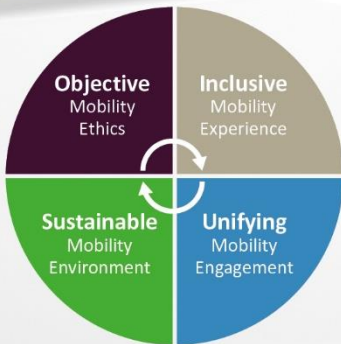 Objective
Mobility
Ethics
Inclusive
Mobility
Experience
Sustainable
Mobility
Environment
Unifying
Mobility
Engagement